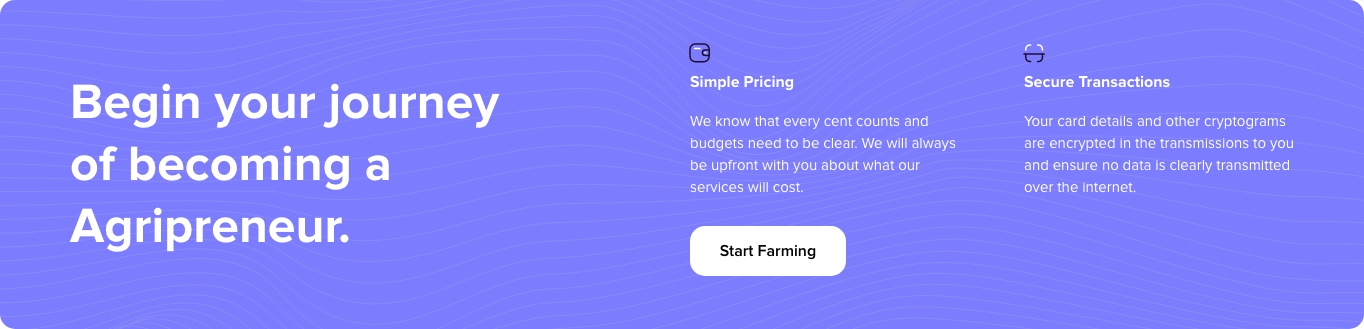 Begin your journey
of becoming a
Agripreneur.
Simple Pricing
We know that every cent counts and
budgets need to be clear. We will always
be upfront with you about what our
services will cost.
Start Farming
Secure Transactions
Your card details and other cryptograms
are encrypted in the transmissions to you
and ensure no data is clearly transmitted
over the internet.